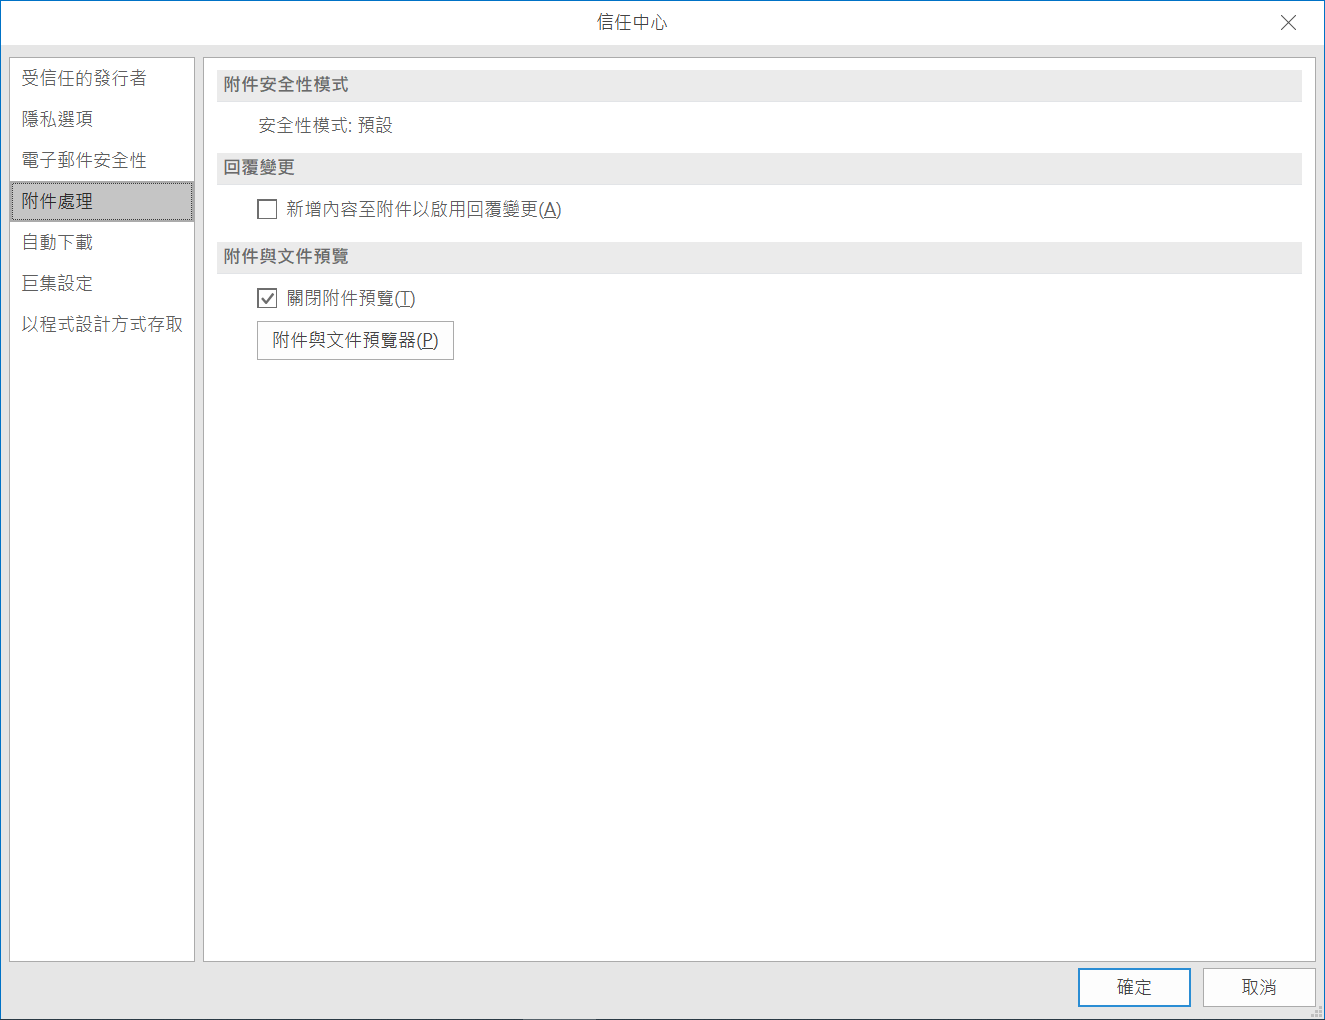 信任中心
受信任的發行者
隱私選項
電子郵件安全性
附件處理
自動下載
巨集設定
以程式設計方式存取
附件安全性模式
安全性模式: 預設
回覆變更
新增內容至附件以啟用回覆變更(A)
附件與文件預覽
關閉附件預覽(T)
附件與文件預覽器(P)
確定
取消